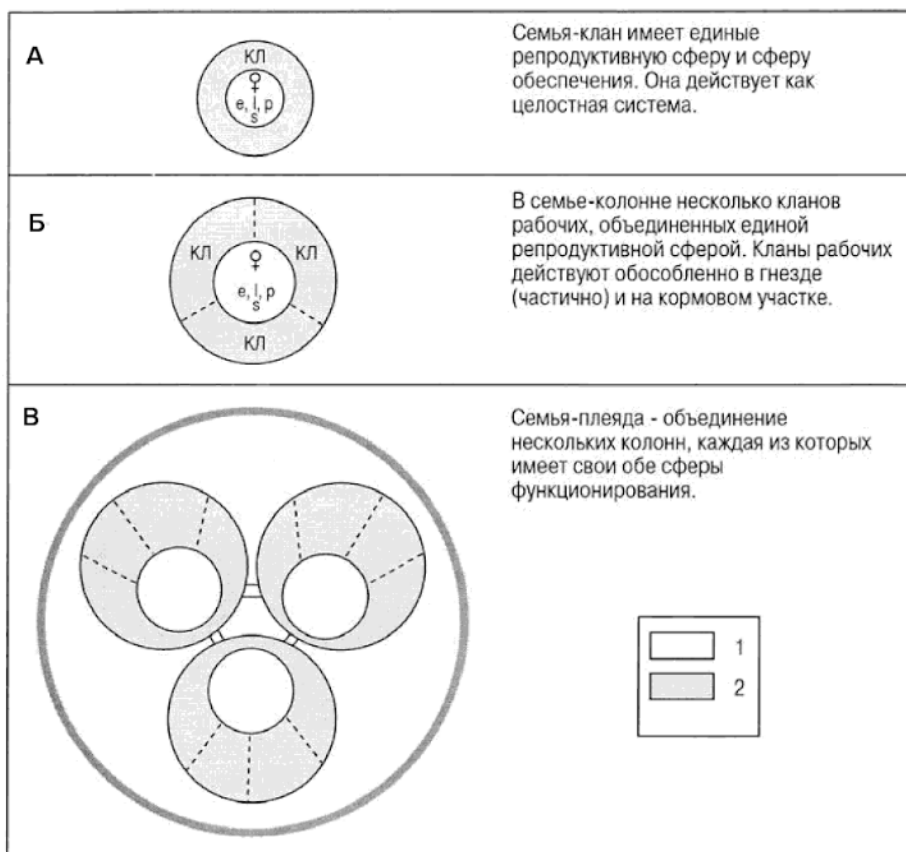 А
КЛ
♀
e, l, p
s
Семья-клан имеет единые
репродуктивную сферу и сферу
обеспечения. Она действует как
целостная система.
Б
КЛ
КЛ
♀
e, l, p
s
КЛ
В семье-колонне несколько кланов
рабочих, объединенных единой
репродуктивной сферой. Кланы рабочих
действуют обособленно в гнезде
(частично) и на кормовом участке.
В
Семья-плеяда - объединение
нескольких колонн, каждая из которых
имеет свои обе сферы
функционирования.
1
2